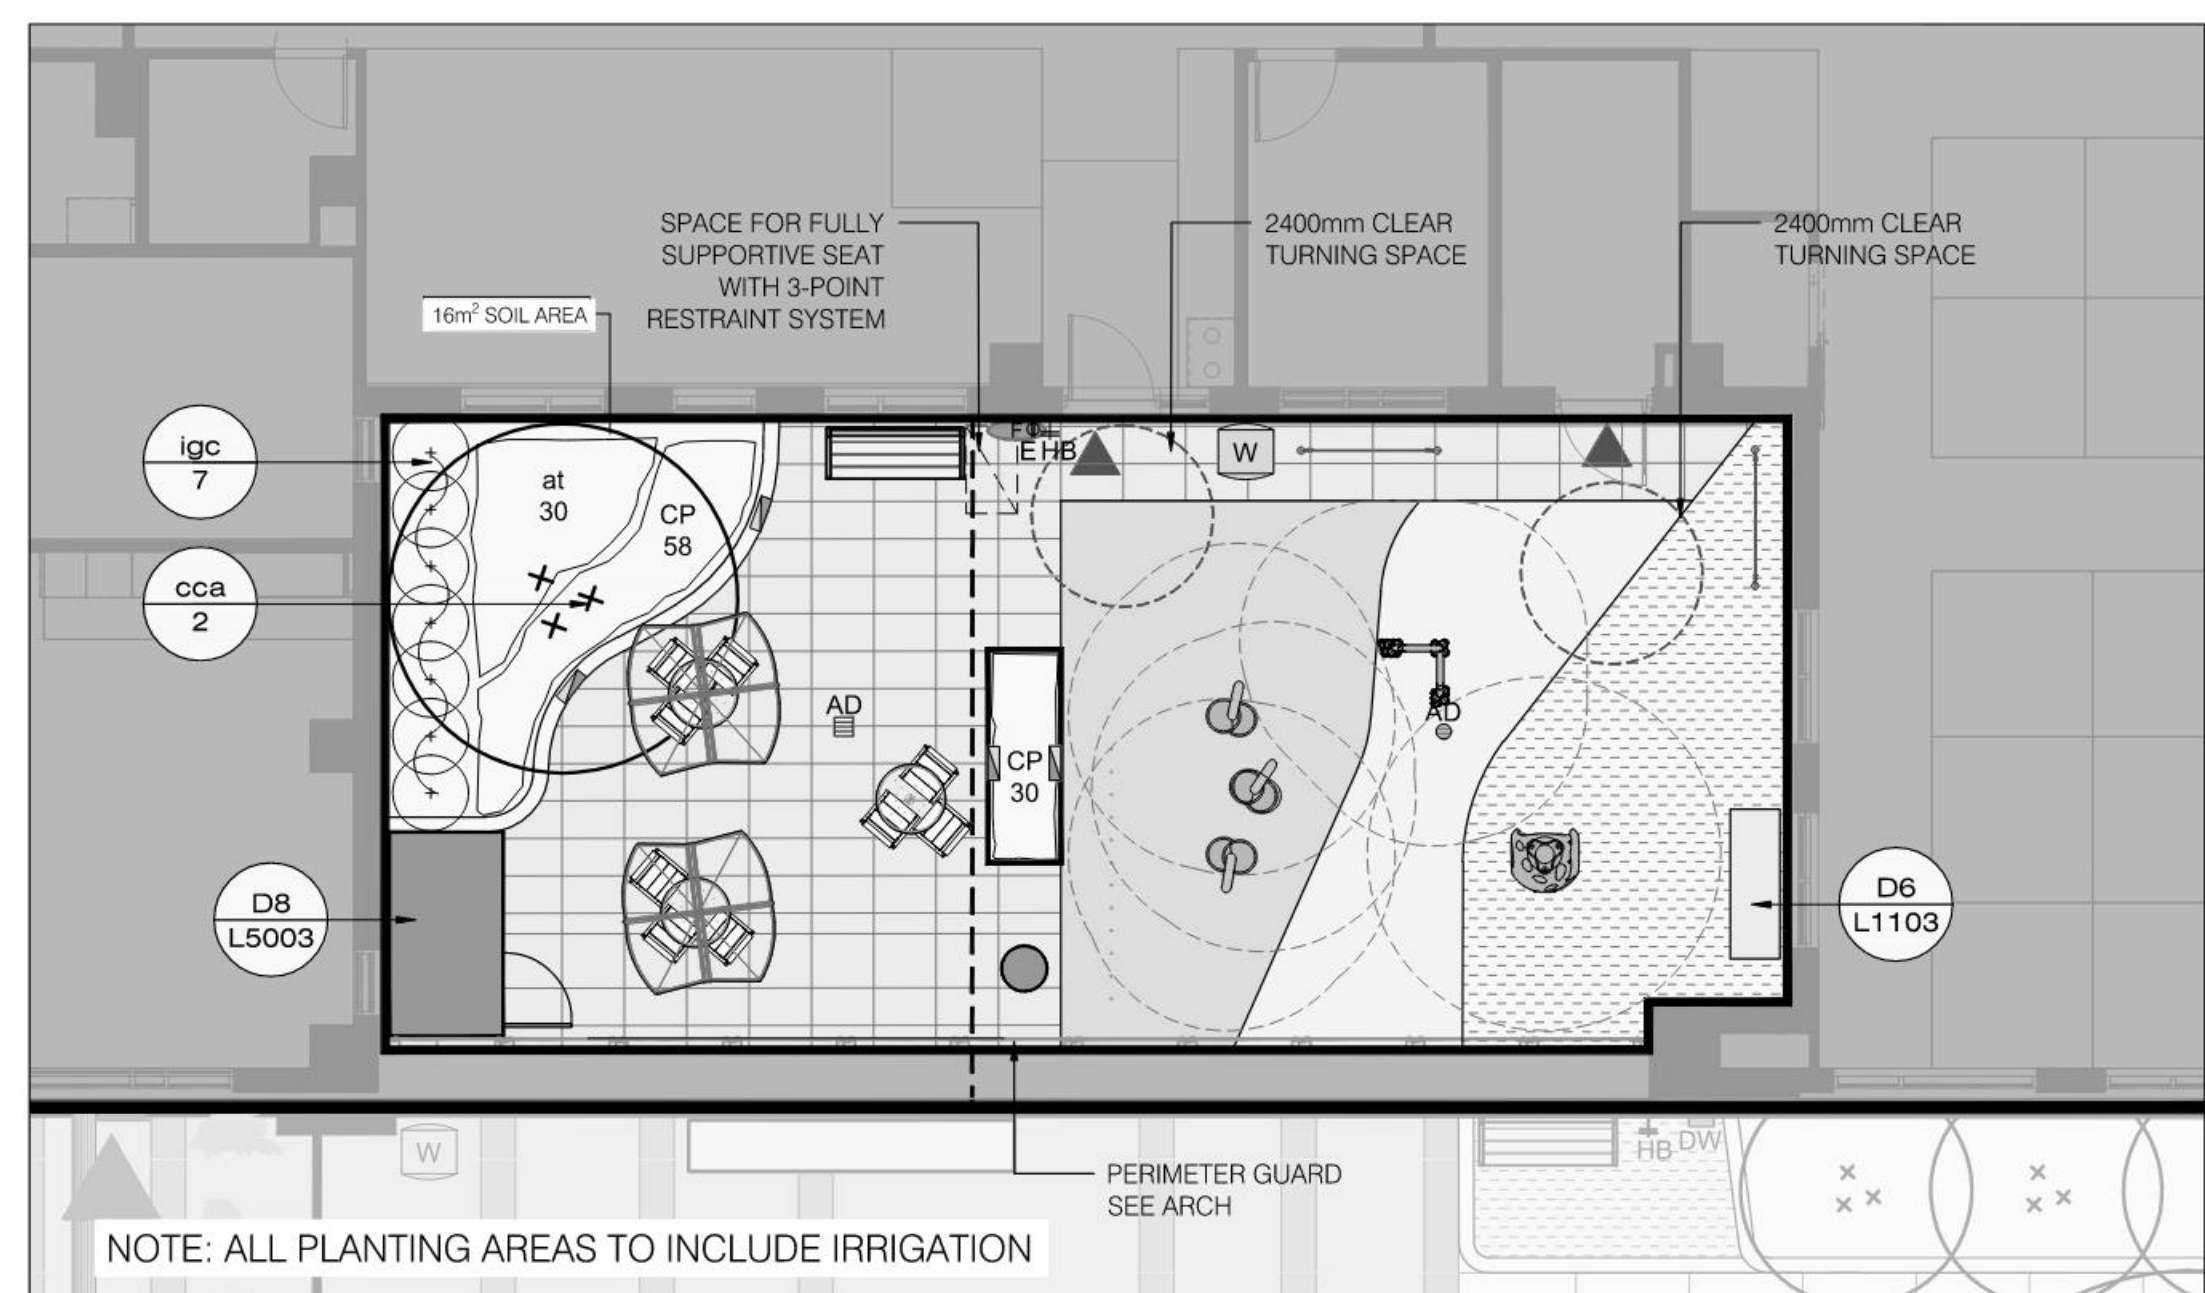 SPACE FOR FULLY
SUPPORTIVE SEAT
WITH 3-POINT
RESTRAINT SYSTEM
2400mm CLEAR
TURNING SPACE
2400mm CLEAR
TURNING SPACE
16m² SOIL AREA
igc
7
at
30
CP
58
F
E HB
W
cca
2
AD
AD
CP
30
D8
L5003
D6
L1103
W
HB DW
PERIMETER GUARD
SEE ARCH
NOTE: ALL PLANTING AREAS TO INCLUDE IRRIGATION